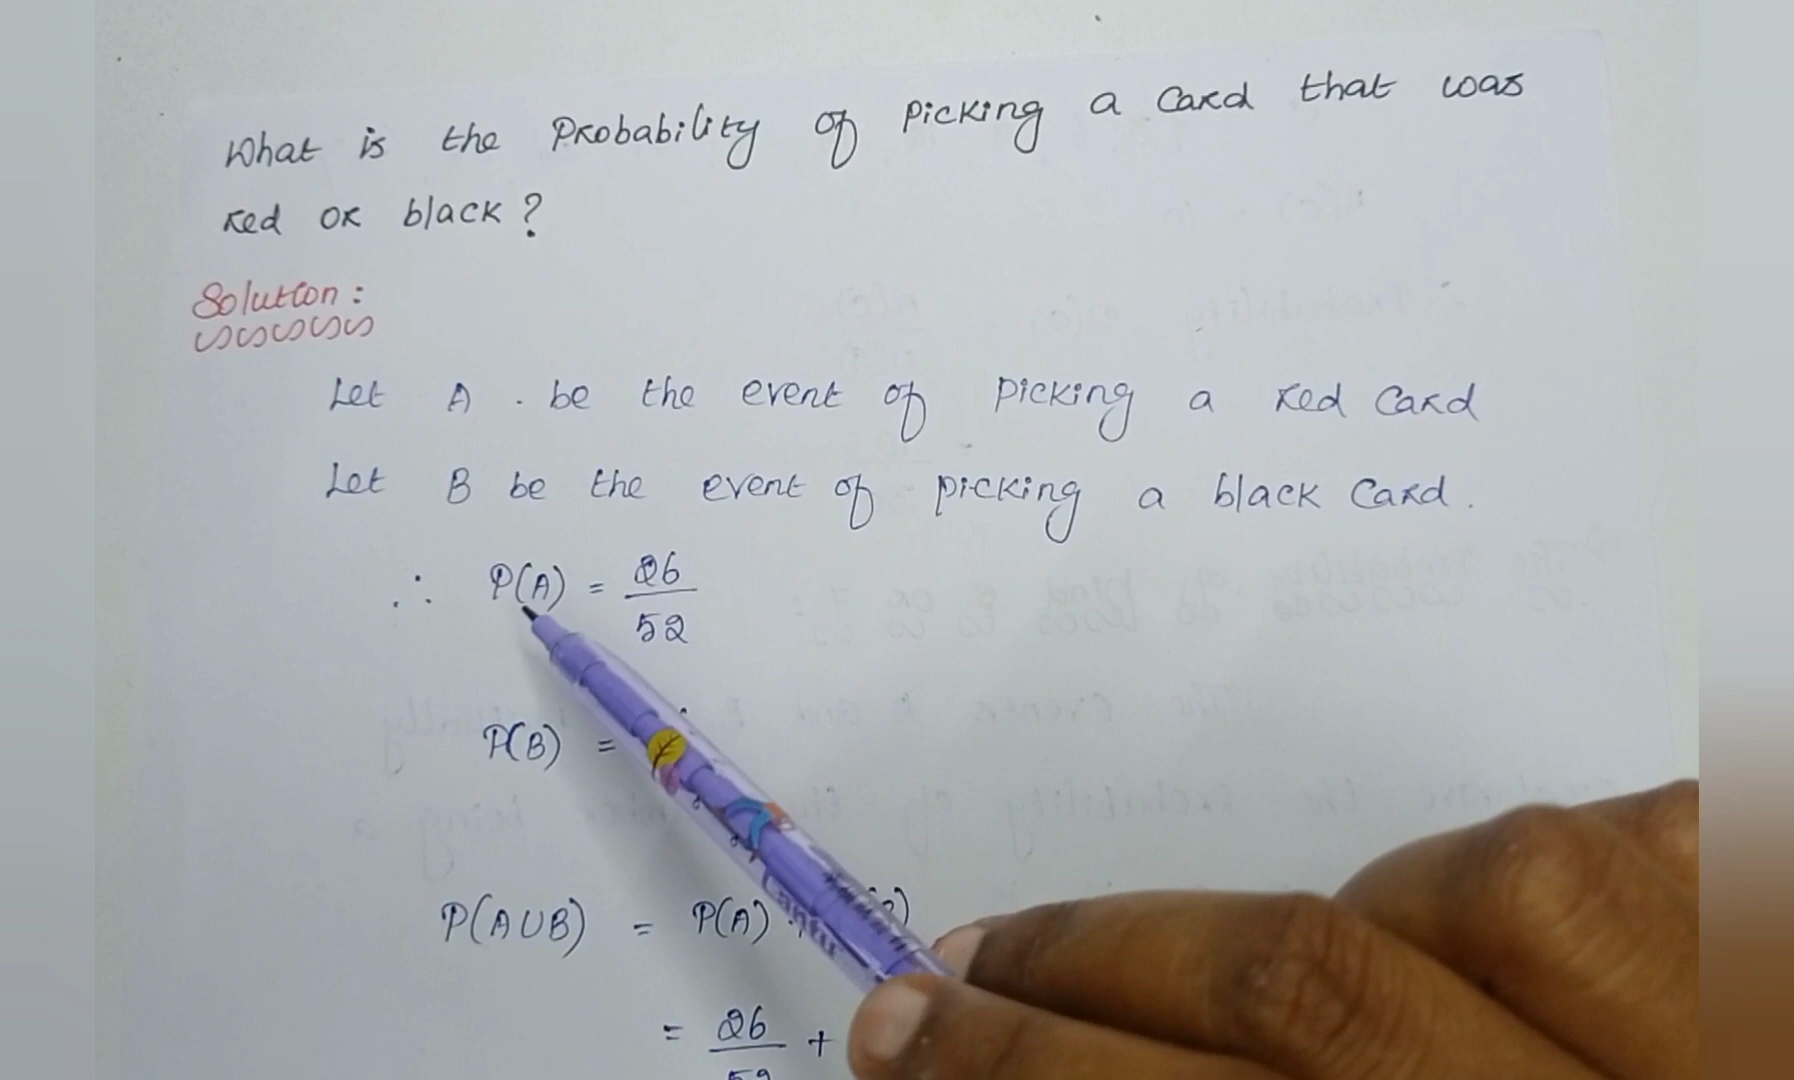 What is the Probability of Picking a Card that was
red or black?
Solution:
Let A . be the event of Picking a red Card
Let B be the event of picking a black Card.
∴ P(A) = 26/52
P(B) =
P(A∪B) = P(A)
= 26/52 +